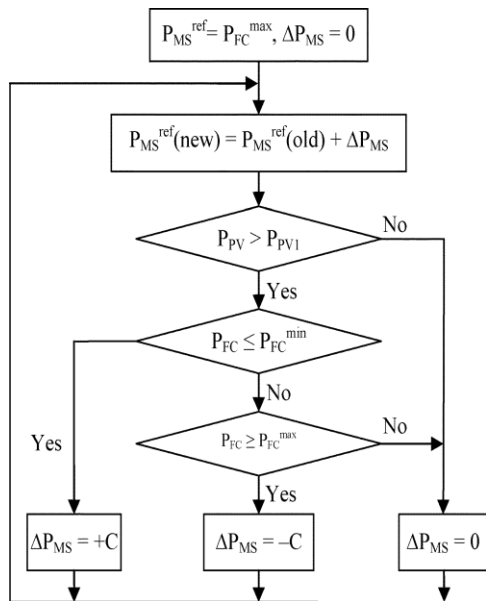 P_MS^ref = P_FC^max, ΔP_MS = 0
P_MS^ref(new) = P_MS^ref(old) + ΔP_MS
P_PV > P_PV1
No
Yes
P_FC ≤ P_FC^min
No
P_FC ≥ P_FC^max
No
Yes
Yes
ΔP_MS = +C
ΔP_MS = –C
ΔP_MS = 0